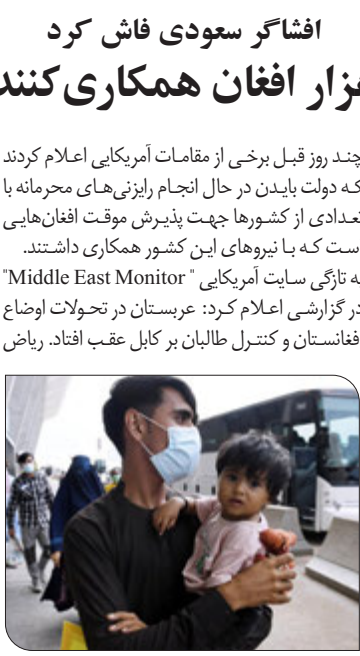 افشاگر سعودی فاش کرد
هزار افغان همکاری کنند
چند روز قبل برخی از مقامات آمریکایی اعلام کردند
که دولت بایدن در حال انجام رایزنی‌های محرمانه با
تعدادی از کشورها جهت پذیرش موقت افغان‌هایی
است که با نیروهای این کشور همکاری داشتند.
به تازگی سایت آمریکایی " Middle East Monitor"
در گزارشی اعلام کرد: عربستان در تحولات اوضاع
افغانستان و کنترل طالبان بر کابل عقب افتاد. ریاض